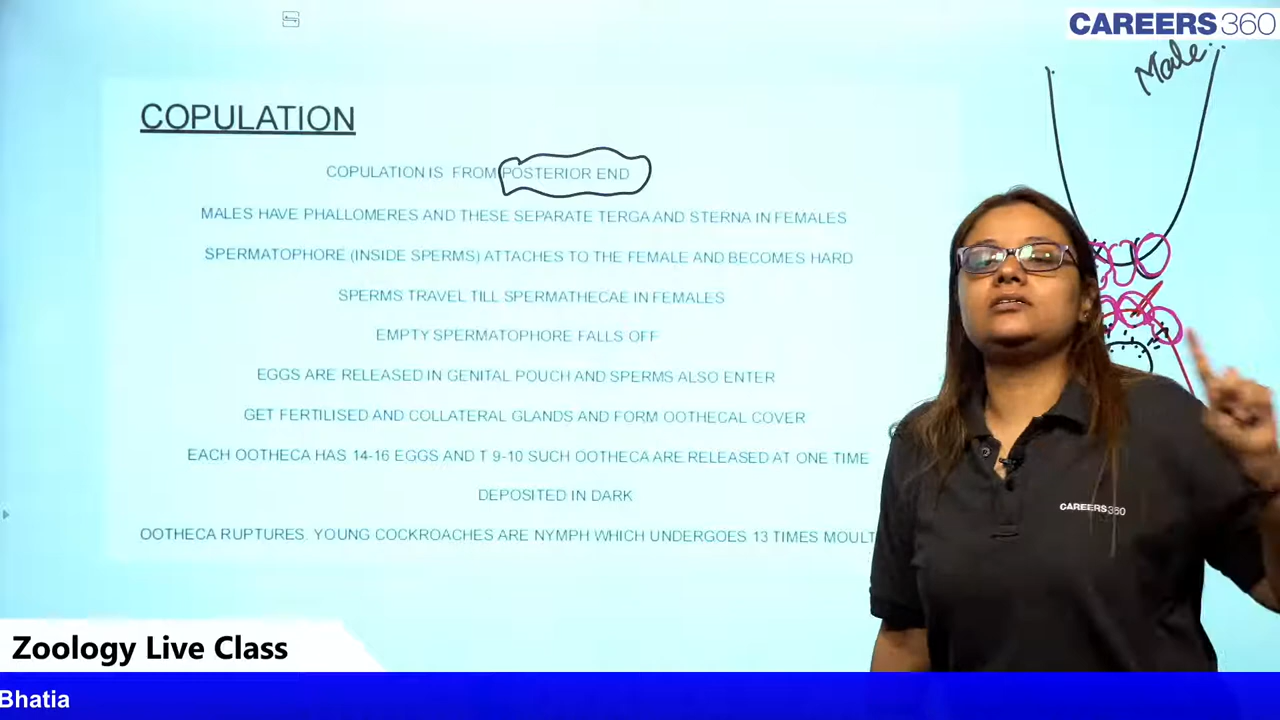 CAREERS360
Male
COPULATION
COPULATION IS FROM POSTERIOR END
MALES HAVE PHALLOMERES AND THESE SEPARATE TERGA AND STERNA IN FEMALES
SPERMATOPHORE (INSIDE SPERMS) ATTACHES TO THE FEMALE AND BECOMES HARD
SPERMS TRAVEL TILL SPERMATHECAE IN FEMALES
EMPTY SPERMATOPHORE FALLS OFF
EGGS ARE RELEASED IN GENITAL POUCH AND SPERMS ALSO ENTER
GET FERTILISED AND COLLATERAL GLANDS AND FORM OOTHECAL COVER
EACH OOTHECA HAS 14-16 EGGS AND T 9-10 SUCH OOTHECA ARE RELEASED AT ONE TIME
DEPOSITED IN DARK
OOTHECA RUPTURES. YOUNG COCKROACHES ARE NYMPH WHICH UNDERGOES 13 TIMES MOULT
CAREERS360
Zoology Live Class
Bhatia